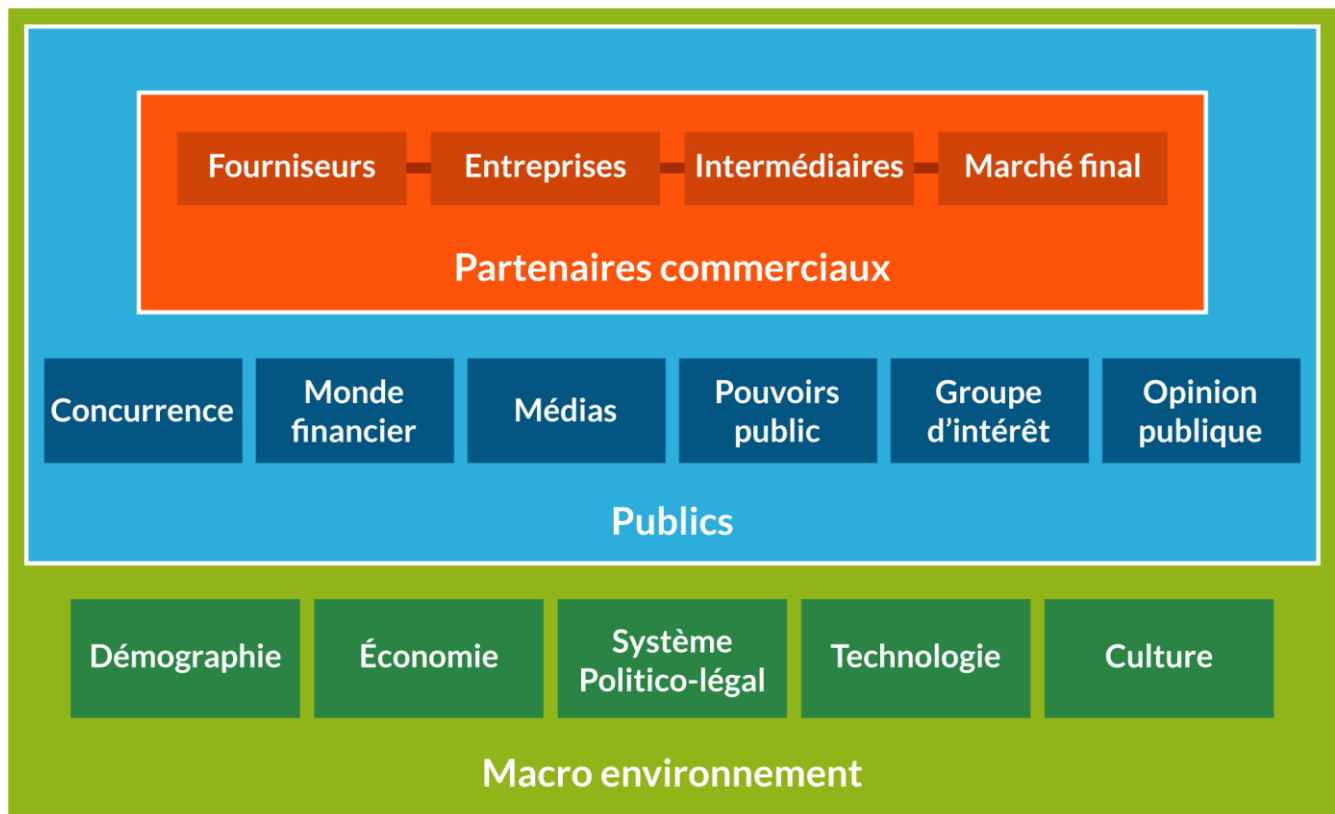 Fourniseurs
Entreprises
Intermédiaires
Marché final
Partenaires commerciaux
Concurrence
Monde
financier
Médias
Pouvoirs
public
Groupe
d'intérêt
Opinion
publique
Publics
Démographie
Économie
Système
Politico-légal
Technologie
Culture
Macro environnement